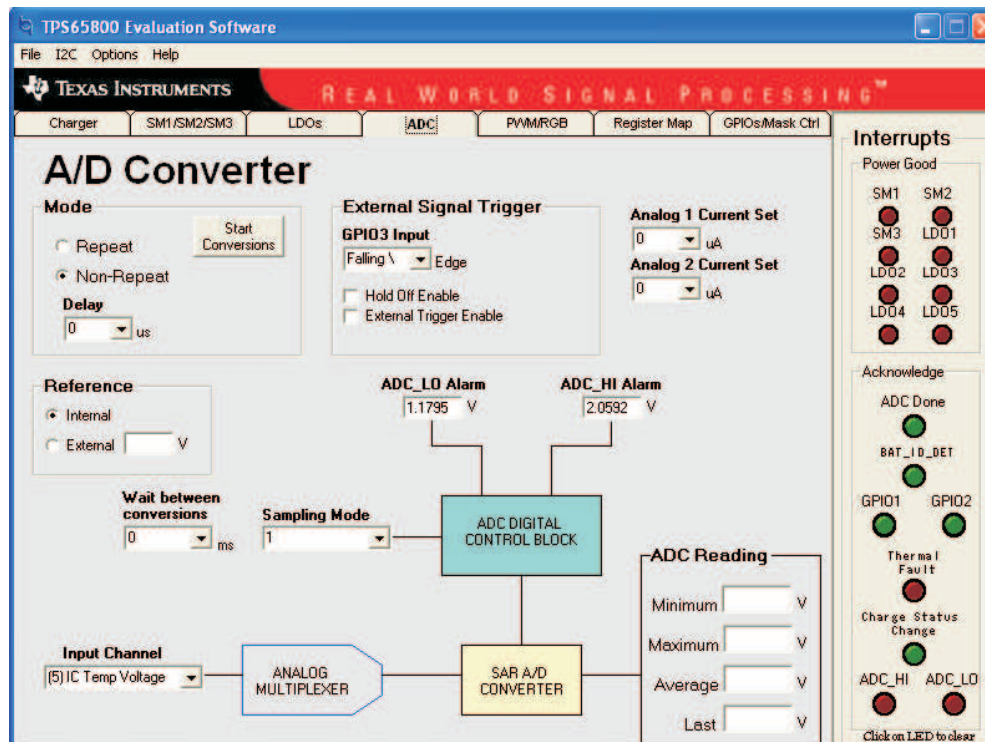 TPS65800 Evaluation Software
File I2C Options Help
TEXAS INSTRUMENTS
REAL WORLD SIGNAL PROCESSING™
Charger SM1/SM2/SM3 LDOs ADC PWM/RGB Register Map GPIOs/Mask Ctrl
A/D Converter
Mode
Repeat
Non-Repeat
Start
Conversions
Delay
0 us
External Signal Trigger
GPIO3 Input
Falling \ Edge
Hold Off Enable
External Trigger Enable
Analog 1 Current Set
0 uA
Analog 2 Current Set
0 uA
Reference
Internal
External V
ADC_LO Alarm
1.1795 V
ADC_HI Alarm
2.0592 V
Wait between
conversions
0 ms
Sampling Mode
1
ADC DIGITAL
CONTROL BLOCK
Input Channel
(5) IC Temp Voltage
ANALOG
MULTIPLEXER
SAR A/D
CONVERTER
ADC Reading
Minimum V
Maximum V
Average V
Last V
Interrupts
Power Good
SM1 SM2
SM3 LDO1
LDO2 LDO3
LDO4 LDO5
Acknowledge
ADC Done
BAT_ID_DET
GPIO1 GPIO2
Thermal
Fault
Charge Status
Change
ADC_HI ADC_LO
Click on LED to clear